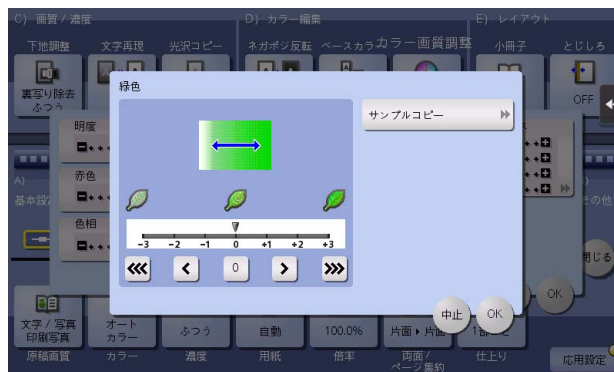 C) 画質 / 濃度
D) カラー編集
E) レイアウト
下地調整
文字再現
光沢コピー
ネガポジ反転
ベースカラー
カラー画質調整
小冊子
とじしろ
裏写り除去
ふつう
OFF
緑色
サンプルコピー
明度
赤色
色相
A)
基本設
その他
-3 -2 -1 0 +1 +2 +3
0
閉じる
OK
中止
OK
文字 / 写真
印刷写真
オート
カラー
ふつう
自動
100.0%
片面 ▸ 片面
原稿画質
カラー
濃度
用紙
倍率
両面 /
ページ集約
仕上り
応用設定